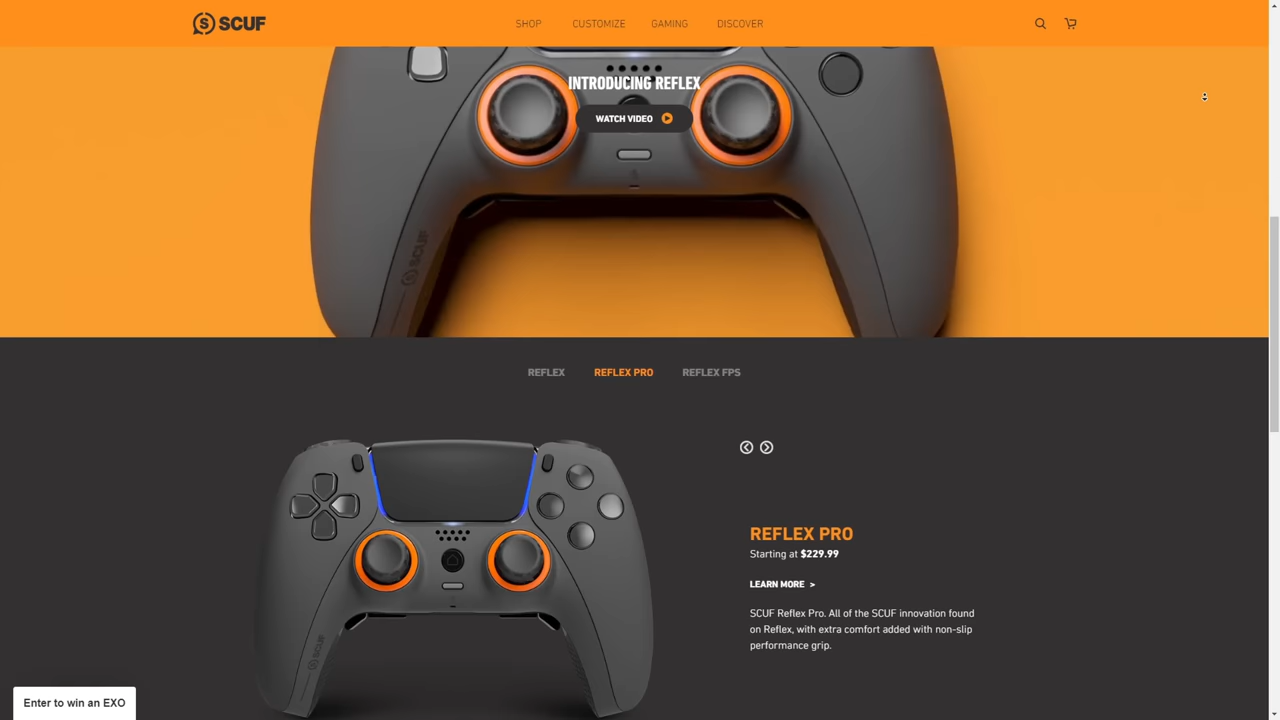 SCUF
SHOP
CUSTOMIZE
GAMING
DISCOVER
INTRODUCING REFLEX
WATCH VIDEO
SCUF
REFLEX
REFLEX PRO
REFLEX FPS
REFLEX PRO
Starting at $229.99
LEARN MORE >
SCUF Reflex Pro. All of the SCUF innovation found
on Reflex, with extra comfort added with non-slip
performance grip.
SCUF
Enter to win an EXO